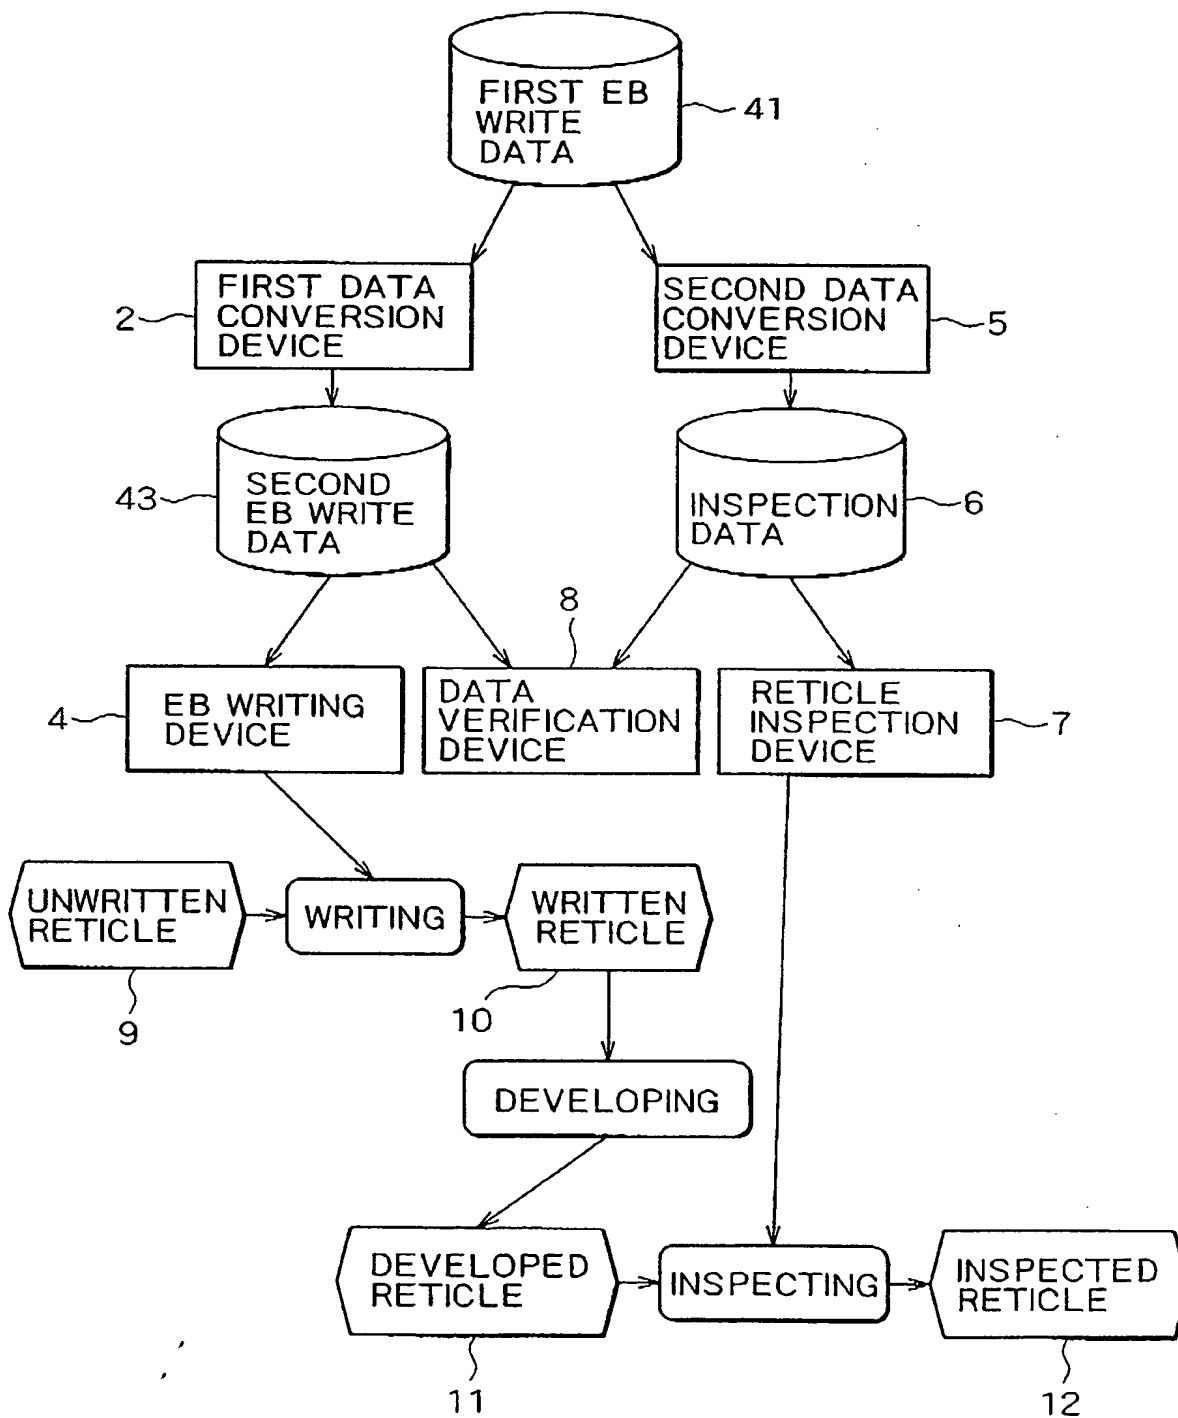 FIRST EB
WRITE
DATA
41
FIRST DATA
CONVERSION
DEVICE
2
SECOND DATA
CONVERSION
DEVICE
5
SECOND
EB WRITE
DATA
43
INSPECTION
DATA
6
8
EB WRITING
DEVICE
4
DATA
VERIFICATION
DEVICE
RETICLE
INSPECTION
DEVICE
7
UNWRITTEN
RETICLE
9
WRITING
WRITTEN
RETICLE
10
DEVELOPING
DEVELOPED
RETICLE
11
INSPECTING
INSPECTED
RETICLE
12